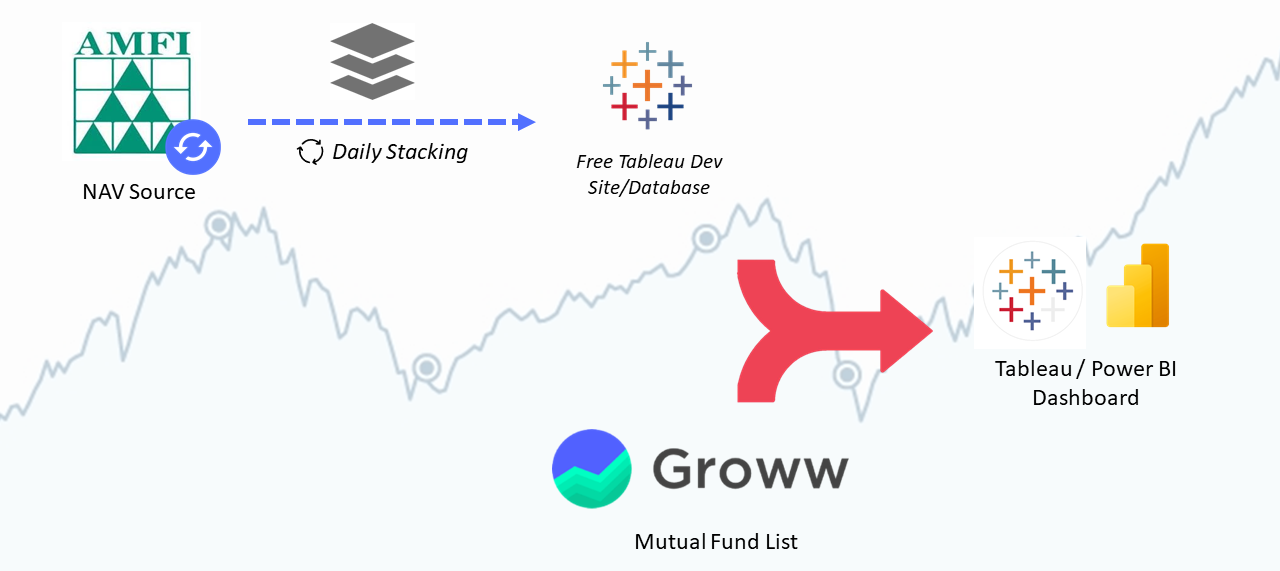 AMFI
NAV Source
Daily Stacking
Free Tableau Dev
Site/Database
Tableau / Power BI
Dashboard
Groww
Mutual Fund List